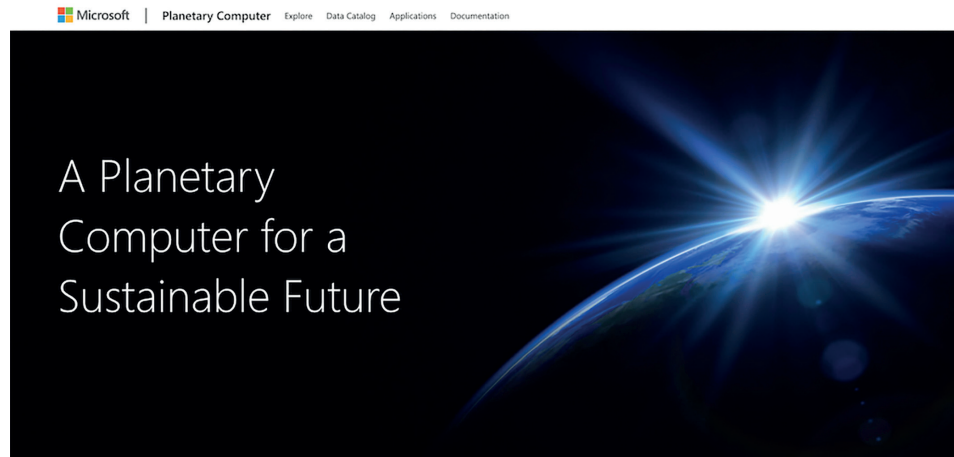 Microsoft | Planetary Computer Explore Data Catalog Applications Documentation
A Planetary
Computer for a
Sustainable Future